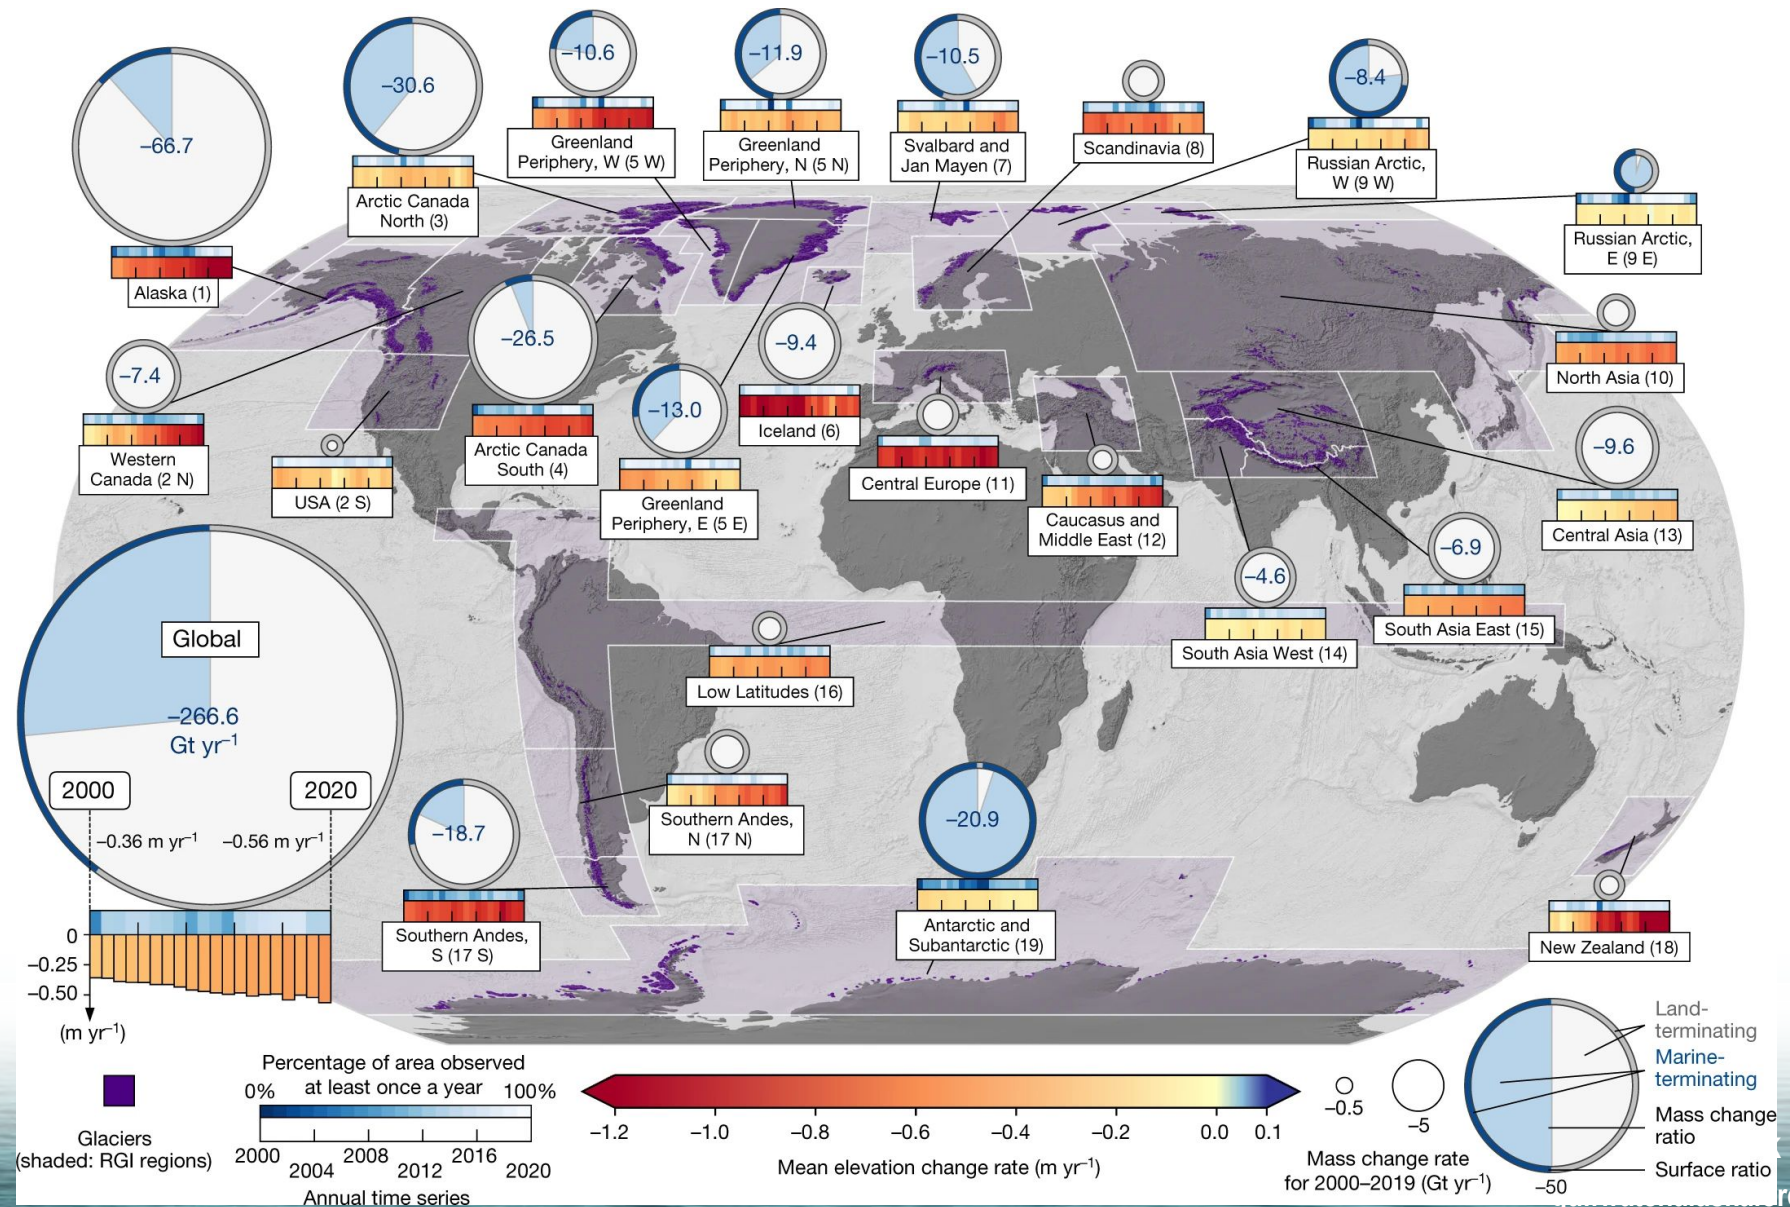 −66.7
Alaska (1)
−30.6
Arctic Canada
North (3)
−10.6
Greenland
Periphery, W (5 W)
−11.9
Greenland
Periphery, N (5 N)
−10.5
Svalbard and
Jan Mayen (7)
Scandinavia (8)
−8.4
Russian Arctic,
W (9 W)
Russian Arctic,
E (9 E)
−7.4
Western
Canada (2 N)
USA (2 S)
−26.5
Arctic Canada
South (4)
−13.0
Greenland
Periphery, E (5 E)
−9.4
Iceland (6)
Central Europe (11)
Caucasus and
Middle East (12)
North Asia (10)
−9.6
Central Asia (13)
−4.6
South Asia West (14)
−6.9
South Asia East (15)
Low Latitudes (16)
Southern Andes,
N (17 N)
−18.7
Southern Andes,
S (17 S)
−20.9
Antarctic and
Subantarctic (19)
New Zealand (18)
Global
−266.6
Gt yr−1
2000
2020
−0.36 m yr−1
−0.56 m yr−1
0
−0.25
−0.50
(m yr−1)
Glaciers
(shaded: RGI regions)
Percentage of area observed
at least once a year
0%
100%
2000
2004
2008
2012
2016
2020
Annual time series
−1.2
−1.0
−0.8
−0.6
−0.4
−0.2
0.0
0.1
Mean elevation change rate (m yr−1)
−0.5
−5
−50
Mass change rate
for 2000–2019 (Gt yr−1)
Land-
terminating
Marine-
terminating
Mass change
ratio
Surface ratio